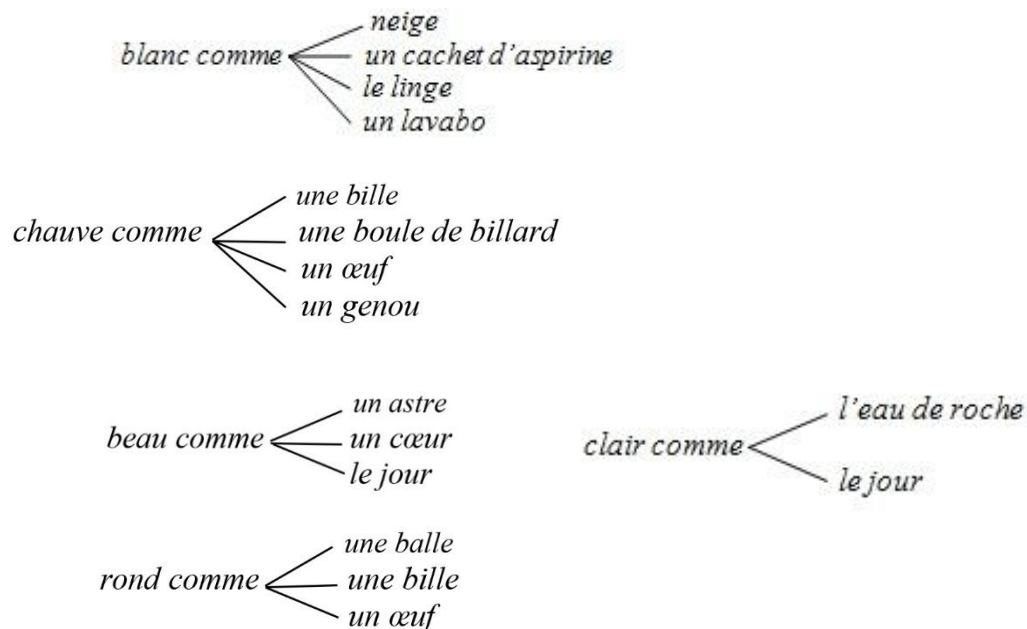 neige
blanc comme un cachet d'aspirine
le linge
un lavabo
une bille
chauve comme une boule de billard
un œuf
un genou
un astre
beau comme un cœur
le jour
l'eau de roche
clair comme
le jour
une balle
rond comme une bille
un œuf